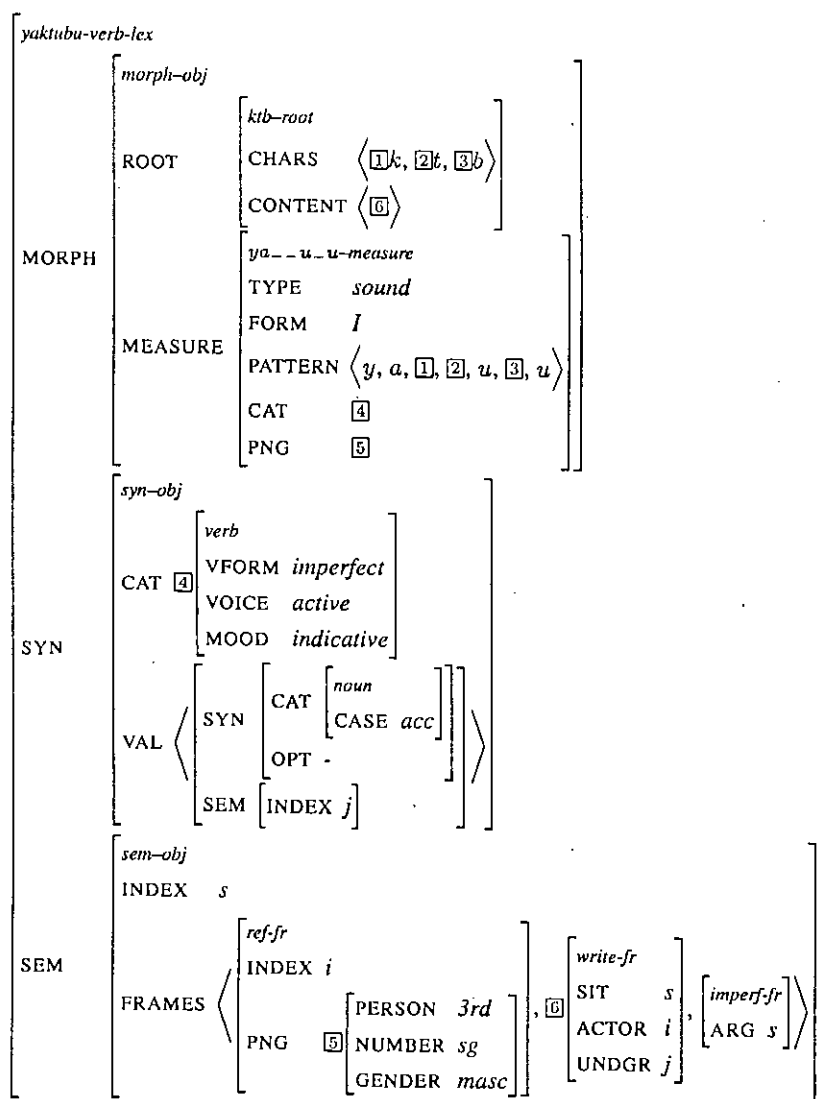 yaktubu-verb-lex
morph-obj
ktb-root
CHARS ⟨[1]k, [2]t, [3]b⟩
ROOT
CONTENT ⟨[6]⟩
MORPH
ya__u_u-measure
TYPE sound
FORM I
MEASURE
PATTERN ⟨y, a, [1], [2], u, [3], u⟩
CAT [4]
PNG [5]
syn-obj
verb
VFORM imperfect
CAT [4]
VOICE active
MOOD indicative
SYN
noun
CAT
CASE acc
SYN
VAL
OPT -
SEM [INDEX j]
sem-obj
INDEX s
ref-fr
write-fr
INDEX i
SEM
SIT s
imperf-fr
PERSON 3rd
FRAMES
, [6]
ACTOR i
,
ARG s
PNG [5]
NUMBER sg
UNDGR j
GENDER masc